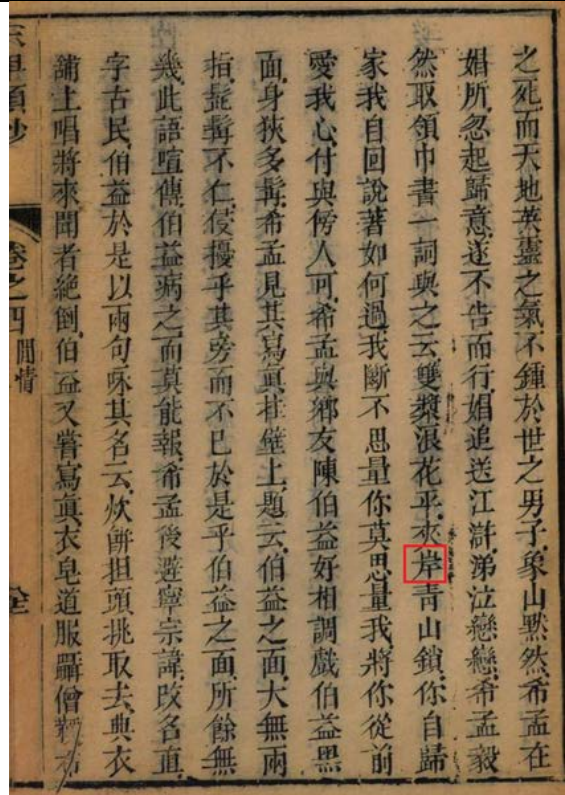 之死而天地英靈之氣不鍾於世之男子象山黙然希孟在
娼所忽起歸意遂不告而行娼追送江滸涕泣戀戀希孟毅
然取領巾書一詞與之云雙槳浪花平夾岸青山鎖你自歸
家我自回說著如何過我斷不思量你莫思量我將你從前
愛我心付與傍人可希孟與鄉友陳伯益好相調戲伯益黑
面身狹多髯希孟見其寫眞挂壁上題云伯益之面大無兩
指髭髯不仁侵擾乎其旁而不已於是乎伯益之面所餘無
幾此語喧傳伯益病之而莫能報希孟後避寧宗諱改名直
字古民伯益於是以兩句咏其名云炊餅担頭挑取去典衣
舖上唱將來聞者絕倒伯益又嘗寫眞衣皂道服躡僧鞋
卷之四
閒情